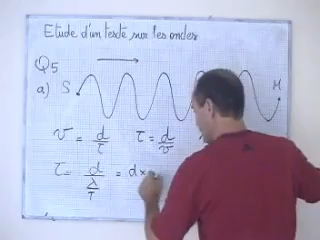 Etude d'un texte sur les ondes
Q5
a) S M
v = d/τ τ = d/v
τ = d/(λ/T) = d×